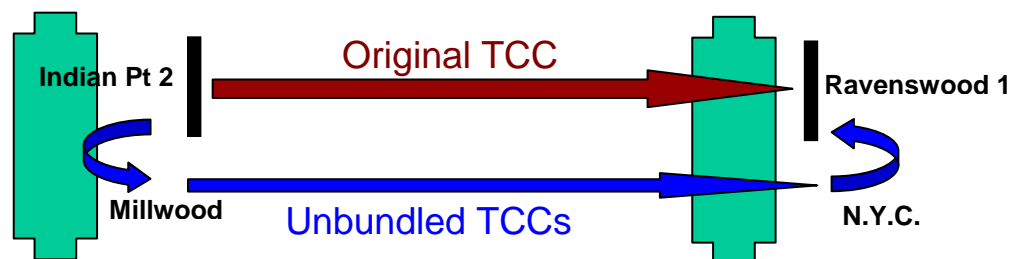 Original TCC
Indian Pt 2
Ravenswood 1
Millwood
Unbundled TCCs
N.Y.C.